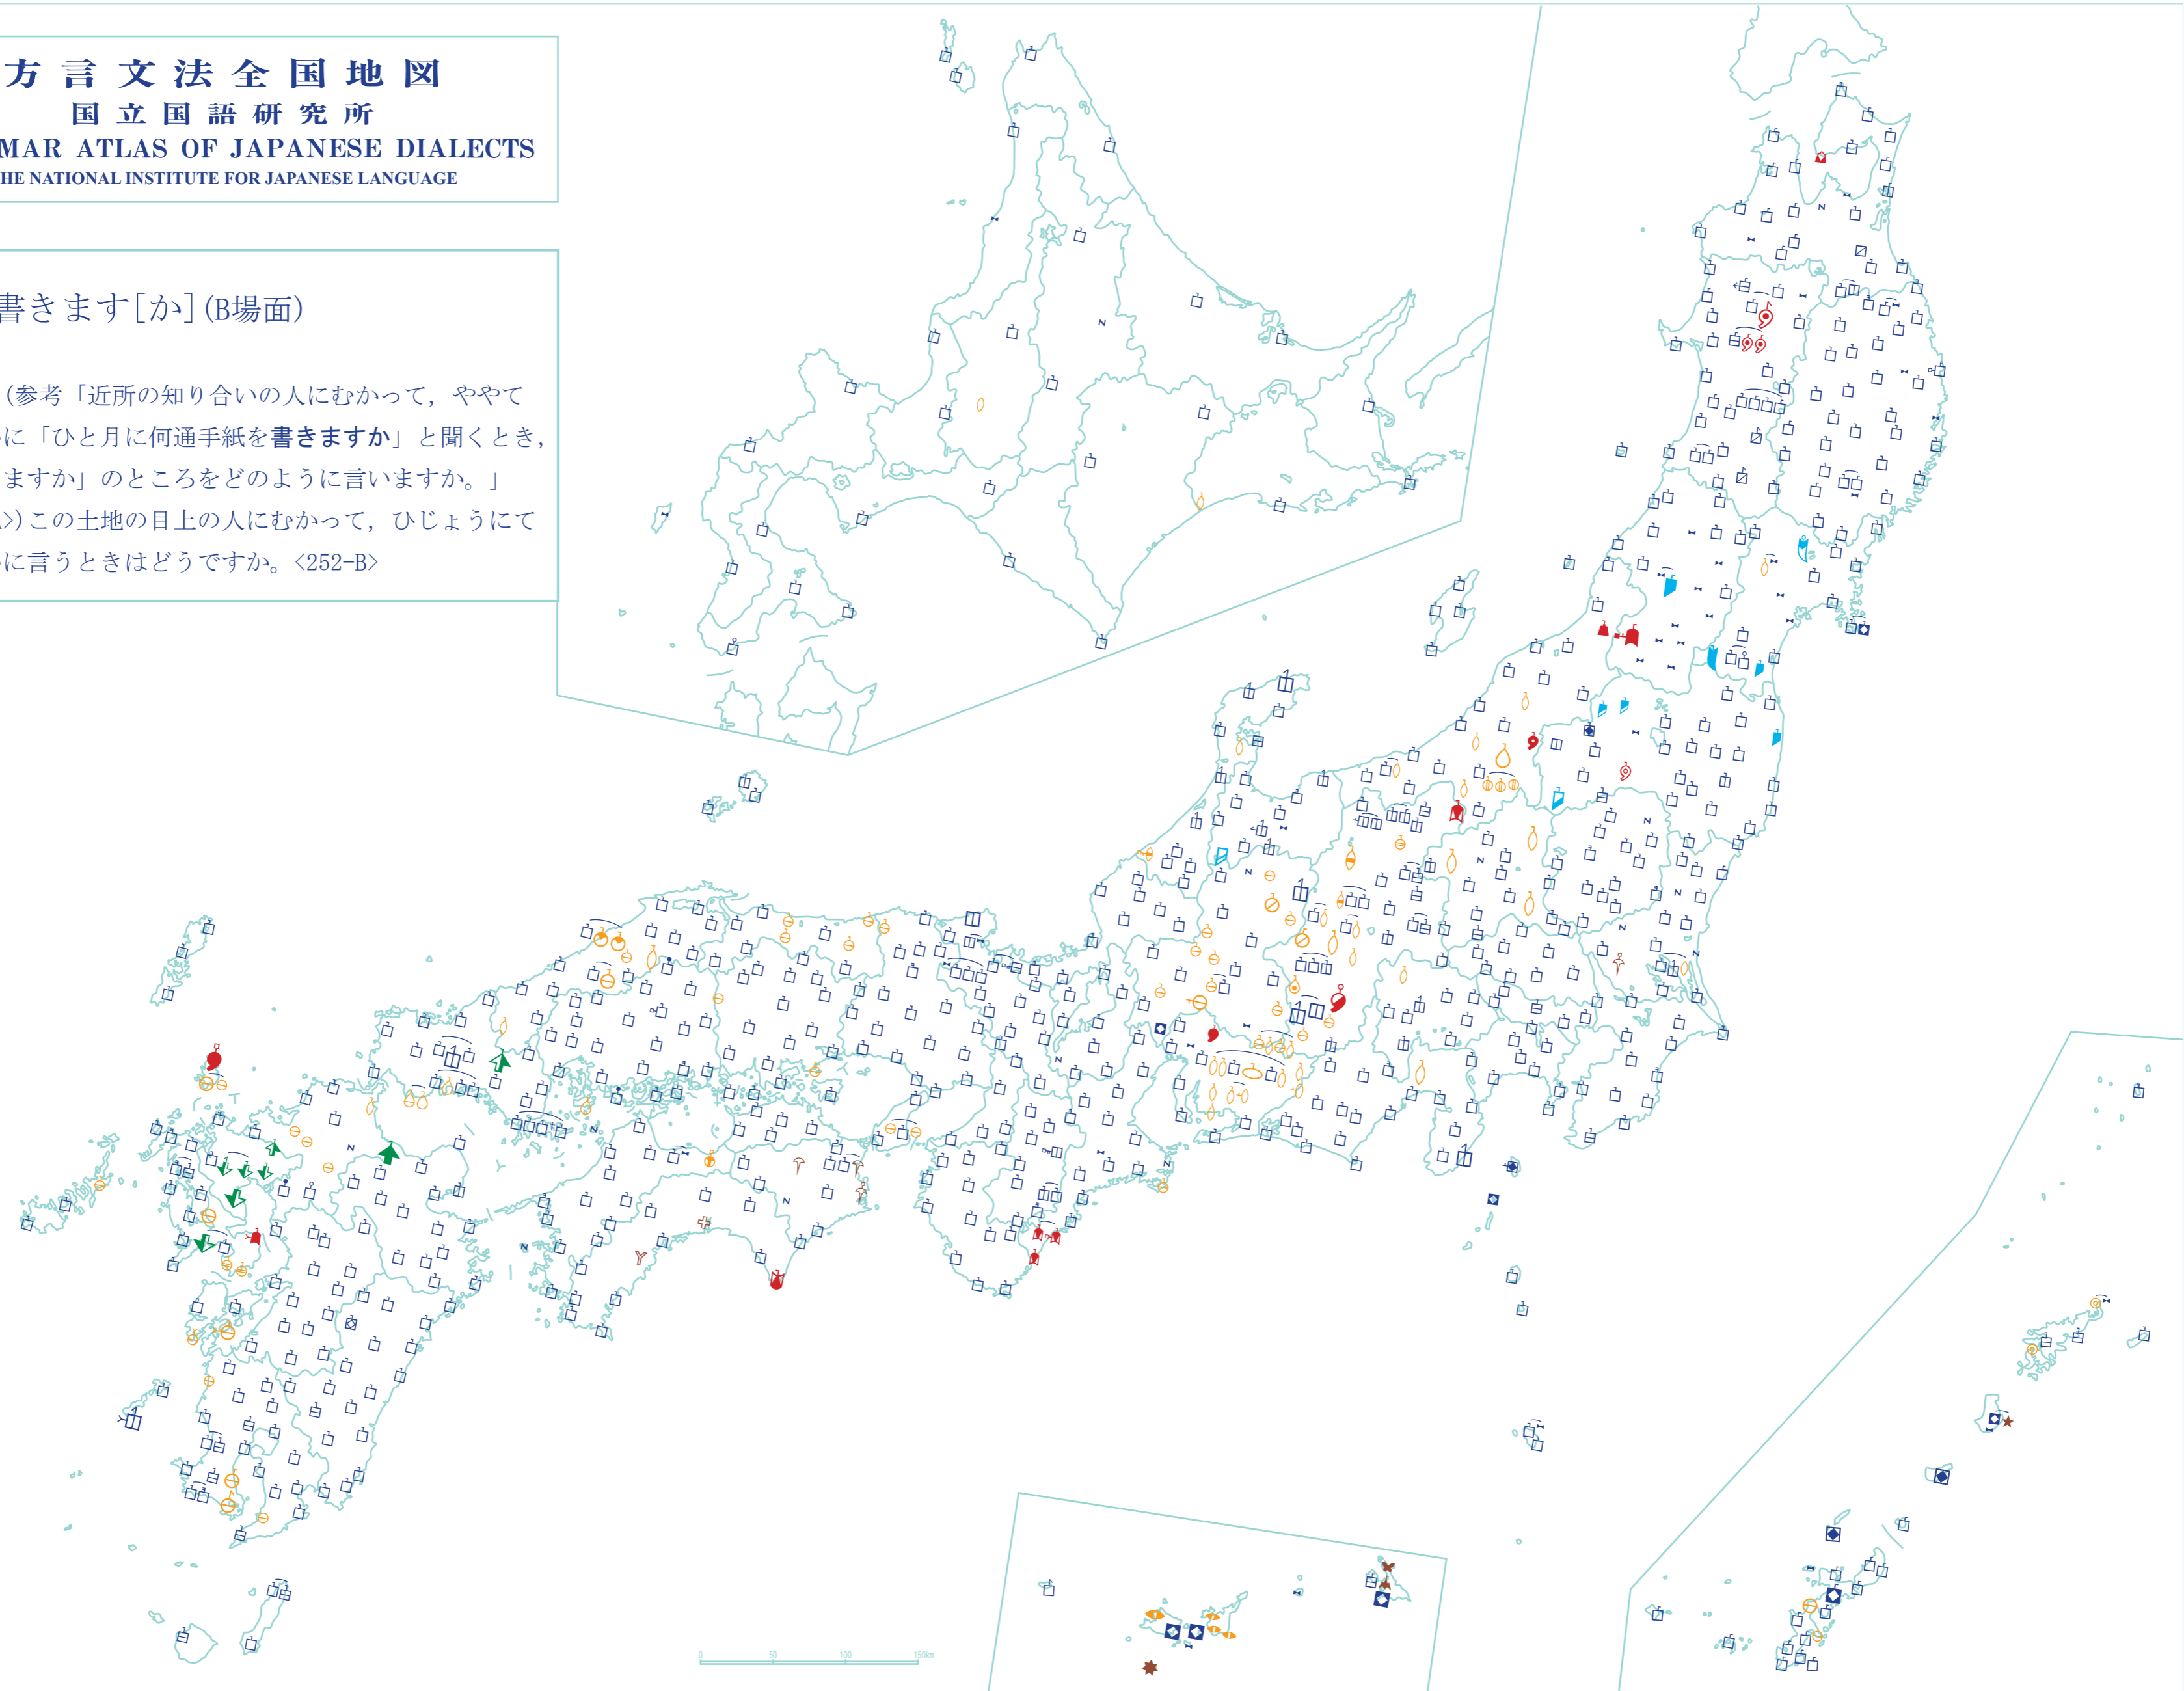 方言文法全国地図
国立国語研究所
MAR ATLAS OF JAPANESE DIALECTS
HE NATIONAL INSTITUTE FOR JAPANESE LANGUAGE
書きます[か](B場面)
(参考「近所の知り合いの人にむかって，ややて
に「ひと月に何通手紙を書きますか」と聞くとき，
ますか」のところをどのように言いますか。」
>)この土地の目上の人にむかって，ひじょうにて
に言うときはどうですか。<252-B>
0 50 100 150km